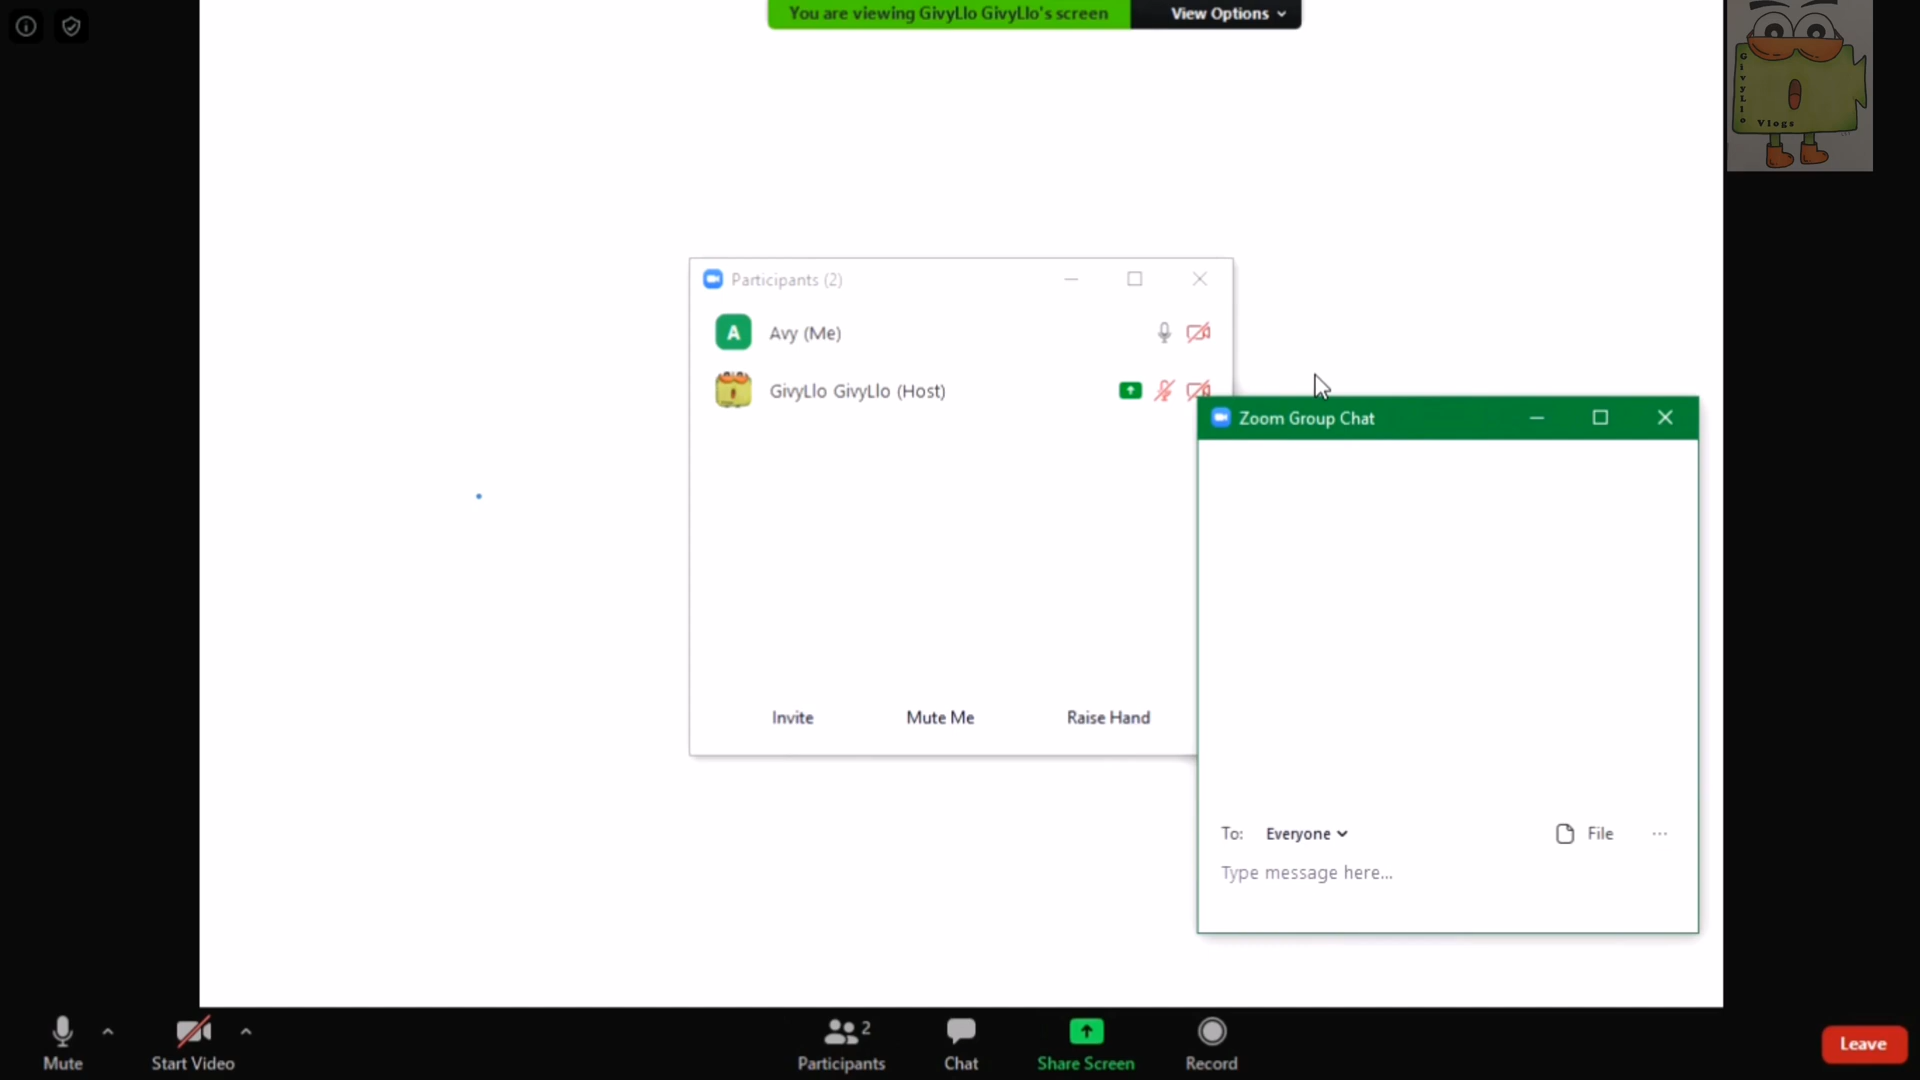 You are viewing GivyLlo GivyLlo's screen
View Options
GivyLlo
Vlogs
Participants (2)
A
Avy (Me)
GivyLlo GivyLlo (Host)
Zoom Group Chat
Invite
Mute Me
Raise Hand
To: Everyone
File
...
Type message here...
Mute
Start Video
2
Participants
Chat
Share Screen
Record
Leave